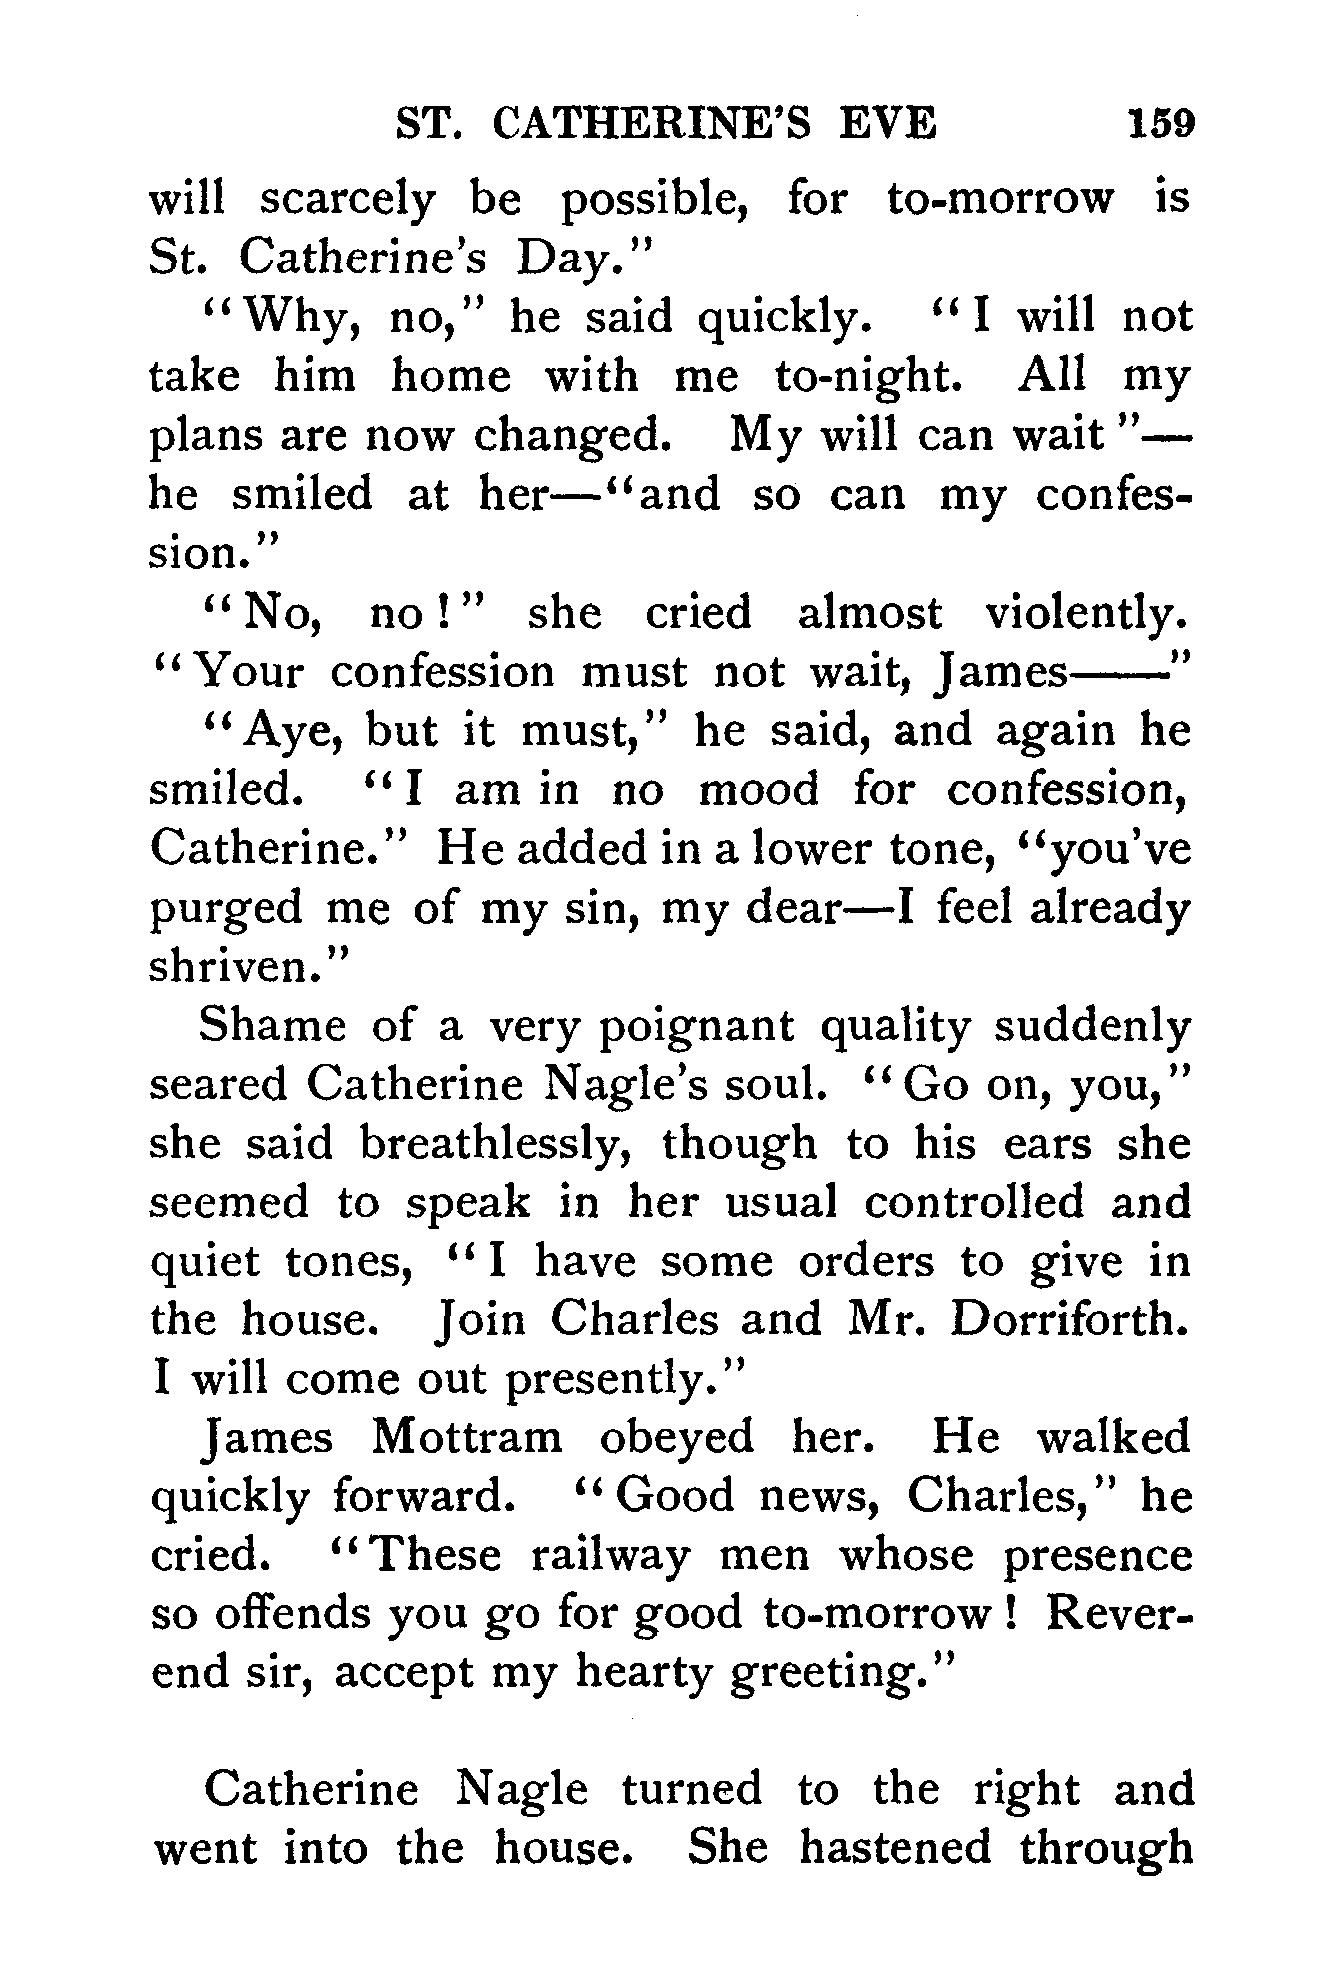 ST. CATHERINE'S EVE 159
will scarcely be possible, for to-morrow is
St. Catherine's Day."
"Why, no," he said quickly. "I will not
take him home with me to-night. All my
plans are now changed. My will can wait"—
he smiled at her—"and so can my confes-
sion."
"No, no!" she cried almost violently.
"Your confession must not wait, James——"
"Aye, but it must," he said, and again he
smiled. "I am in no mood for confession,
Catherine." He added in a lower tone, "you've
purged me of my sin, my dear—I feel already
shriven."
Shame of a very poignant quality suddenly
seared Catherine Nagle's soul. "Go on, you,"
she said breathlessly, though to his ears she
seemed to speak in her usual controlled and
quiet tones, "I have some orders to give in
the house. Join Charles and Mr. Dorriforth.
I will come out presently."
James Mottram obeyed her. He walked
quickly forward. "Good news, Charles," he
cried. "These railway men whose presence
so offends you go for good to-morrow! Rever-
end sir, accept my hearty greeting."
Catherine Nagle turned to the right and
went into the house. She hastened through